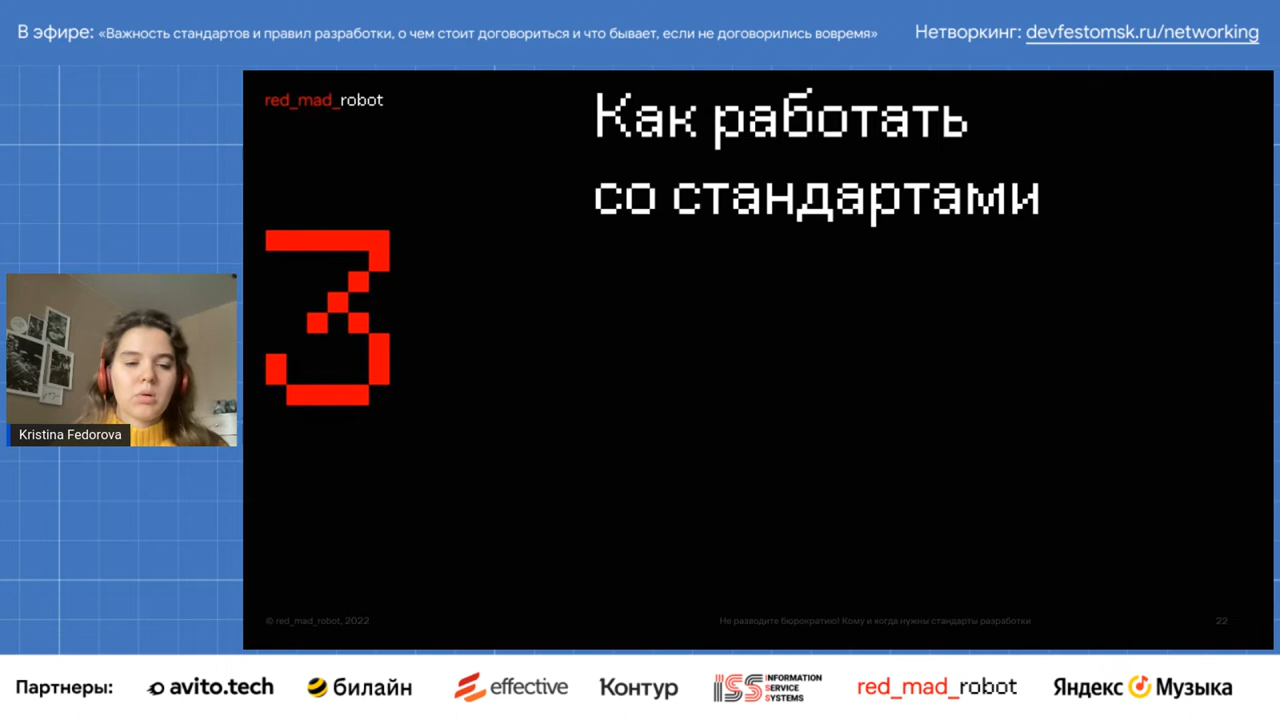 В эфире: «Важность стандартов и правил разработки, о чем стоит договориться и что бывает, если не договорились вовремя»
Нетворкинг: devfestomsk.ru/networking
red_mad_robot
Как работать
со стандартами
3
Kristina Fedorova
© red_mad_robot, 2022
Не разводите бюрократию! Кому и когда нужны стандарты разработки
22
Партнеры:
avito.tech
билайн
effective
Контур
ISS INFORMATION
SERVICE
SYSTEMS
red_mad_robot
Яндекс Музыка